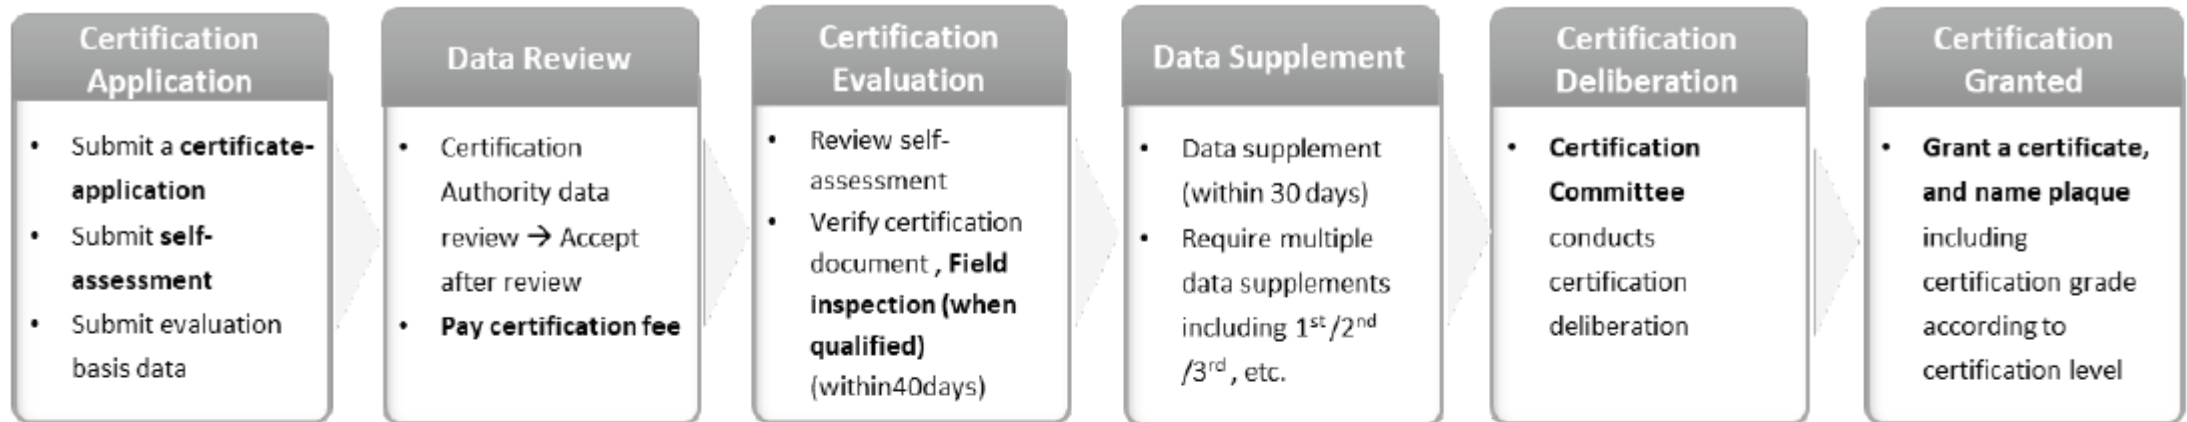 Certification
Application
• Submit a certificate-
application
• Submit self-
assessment
• Submit evaluation
basis data
Data Review
• Certification
Authority data
review → Accept
after review
• Pay certification fee
Certification
Evaluation
• Review self-
assessment
• Verify certification
document , Field
inspection (when
qualified)
(within40days)
Data Supplement
• Data supplement
(within 30 days)
• Require multiple
data supplements
including 1st /2nd
/3rd , etc.
Certification
Deliberation
• Certification
Committee
conducts
certification
deliberation
Certification
Granted
• Grant a certificate,
and name plaque
including
certification grade
according to
certification level